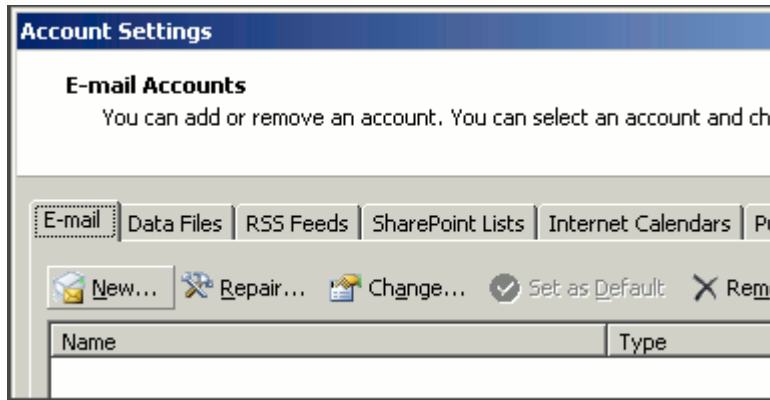 Account Settings
E-mail Accounts
You can add or remove an account. You can select an account and ch
E-mail Data Files RSS Feeds SharePoint Lists Internet Calendars
New... Repair... Change... Set as Default Rem
Name Type